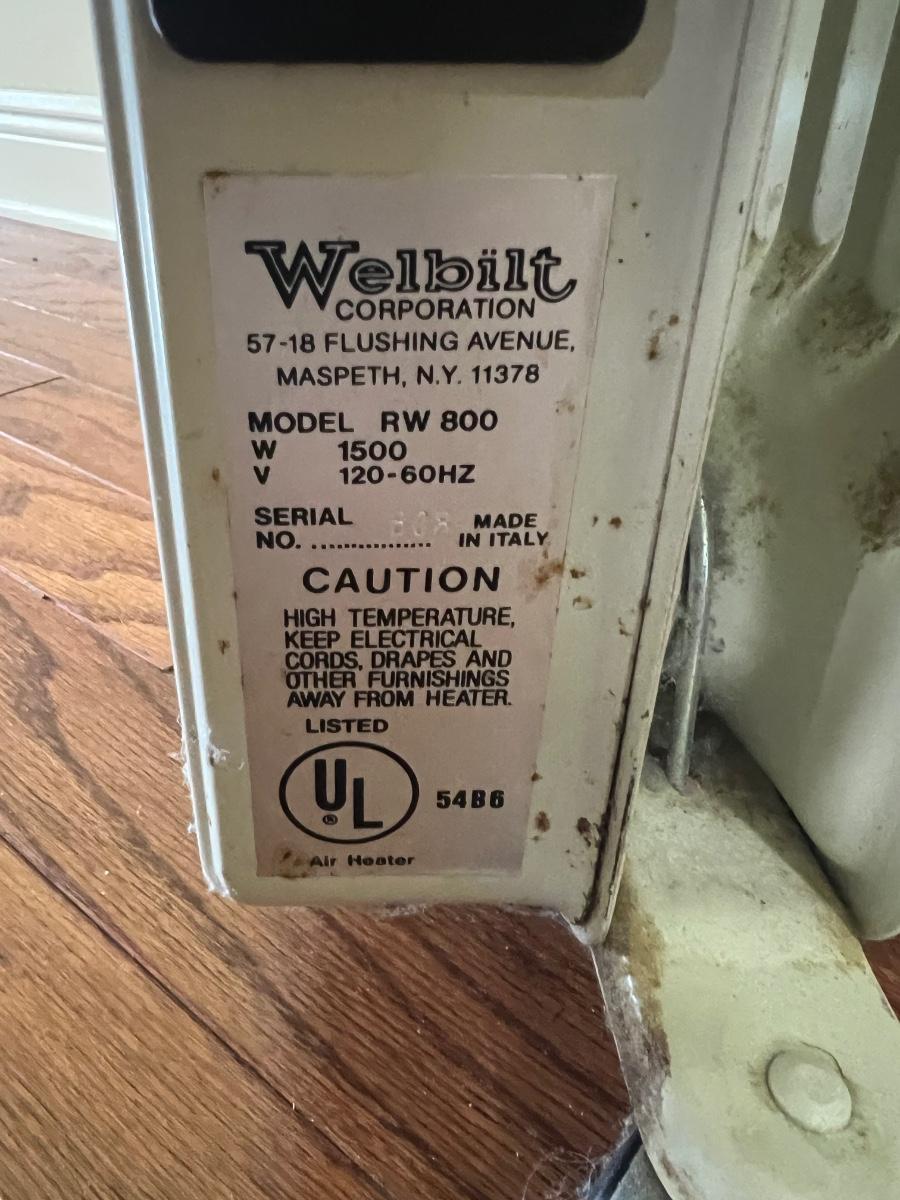 Welbilt
CORPORATION
57-18 FLUSHING AVENUE,
MASPETH, N.Y. 11378
MODEL RW 800
W 1500
V 120-60HZ
SERIAL
NO. ................. MADE
IN ITALY
CAUTION
HIGH TEMPERATURE,
KEEP ELECTRICAL
CORDS, DRAPES AND
OTHER FURNISHINGS
AWAY FROM HEATER.
LISTED
UL ® 54B6
Air Heater